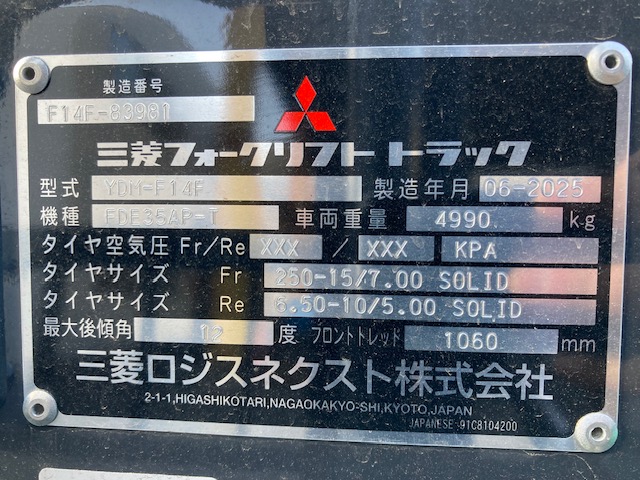 製造番号
F14F-83981
三菱フォークリフト トラック
型式 YDM-F14F 製造年月 06-2025
機種 FDE35AP-I 車両重量 4990 kg
タイヤ空気圧 Fr/Re XXX / XXX KPA
タイヤサイズ Fr 250-15/7.00 SOLID
タイヤサイズ Re 6.50-10/5.00 SOLID
最大後傾角 12 度 フロントトレッド 1060 mm
三菱ロジスネクスト株式会社
2-1-1,HIGASHIKOTARI,NAGAOKAKYO-SHI,KYOTO,JAPAN
JAPANESE 91C8104200